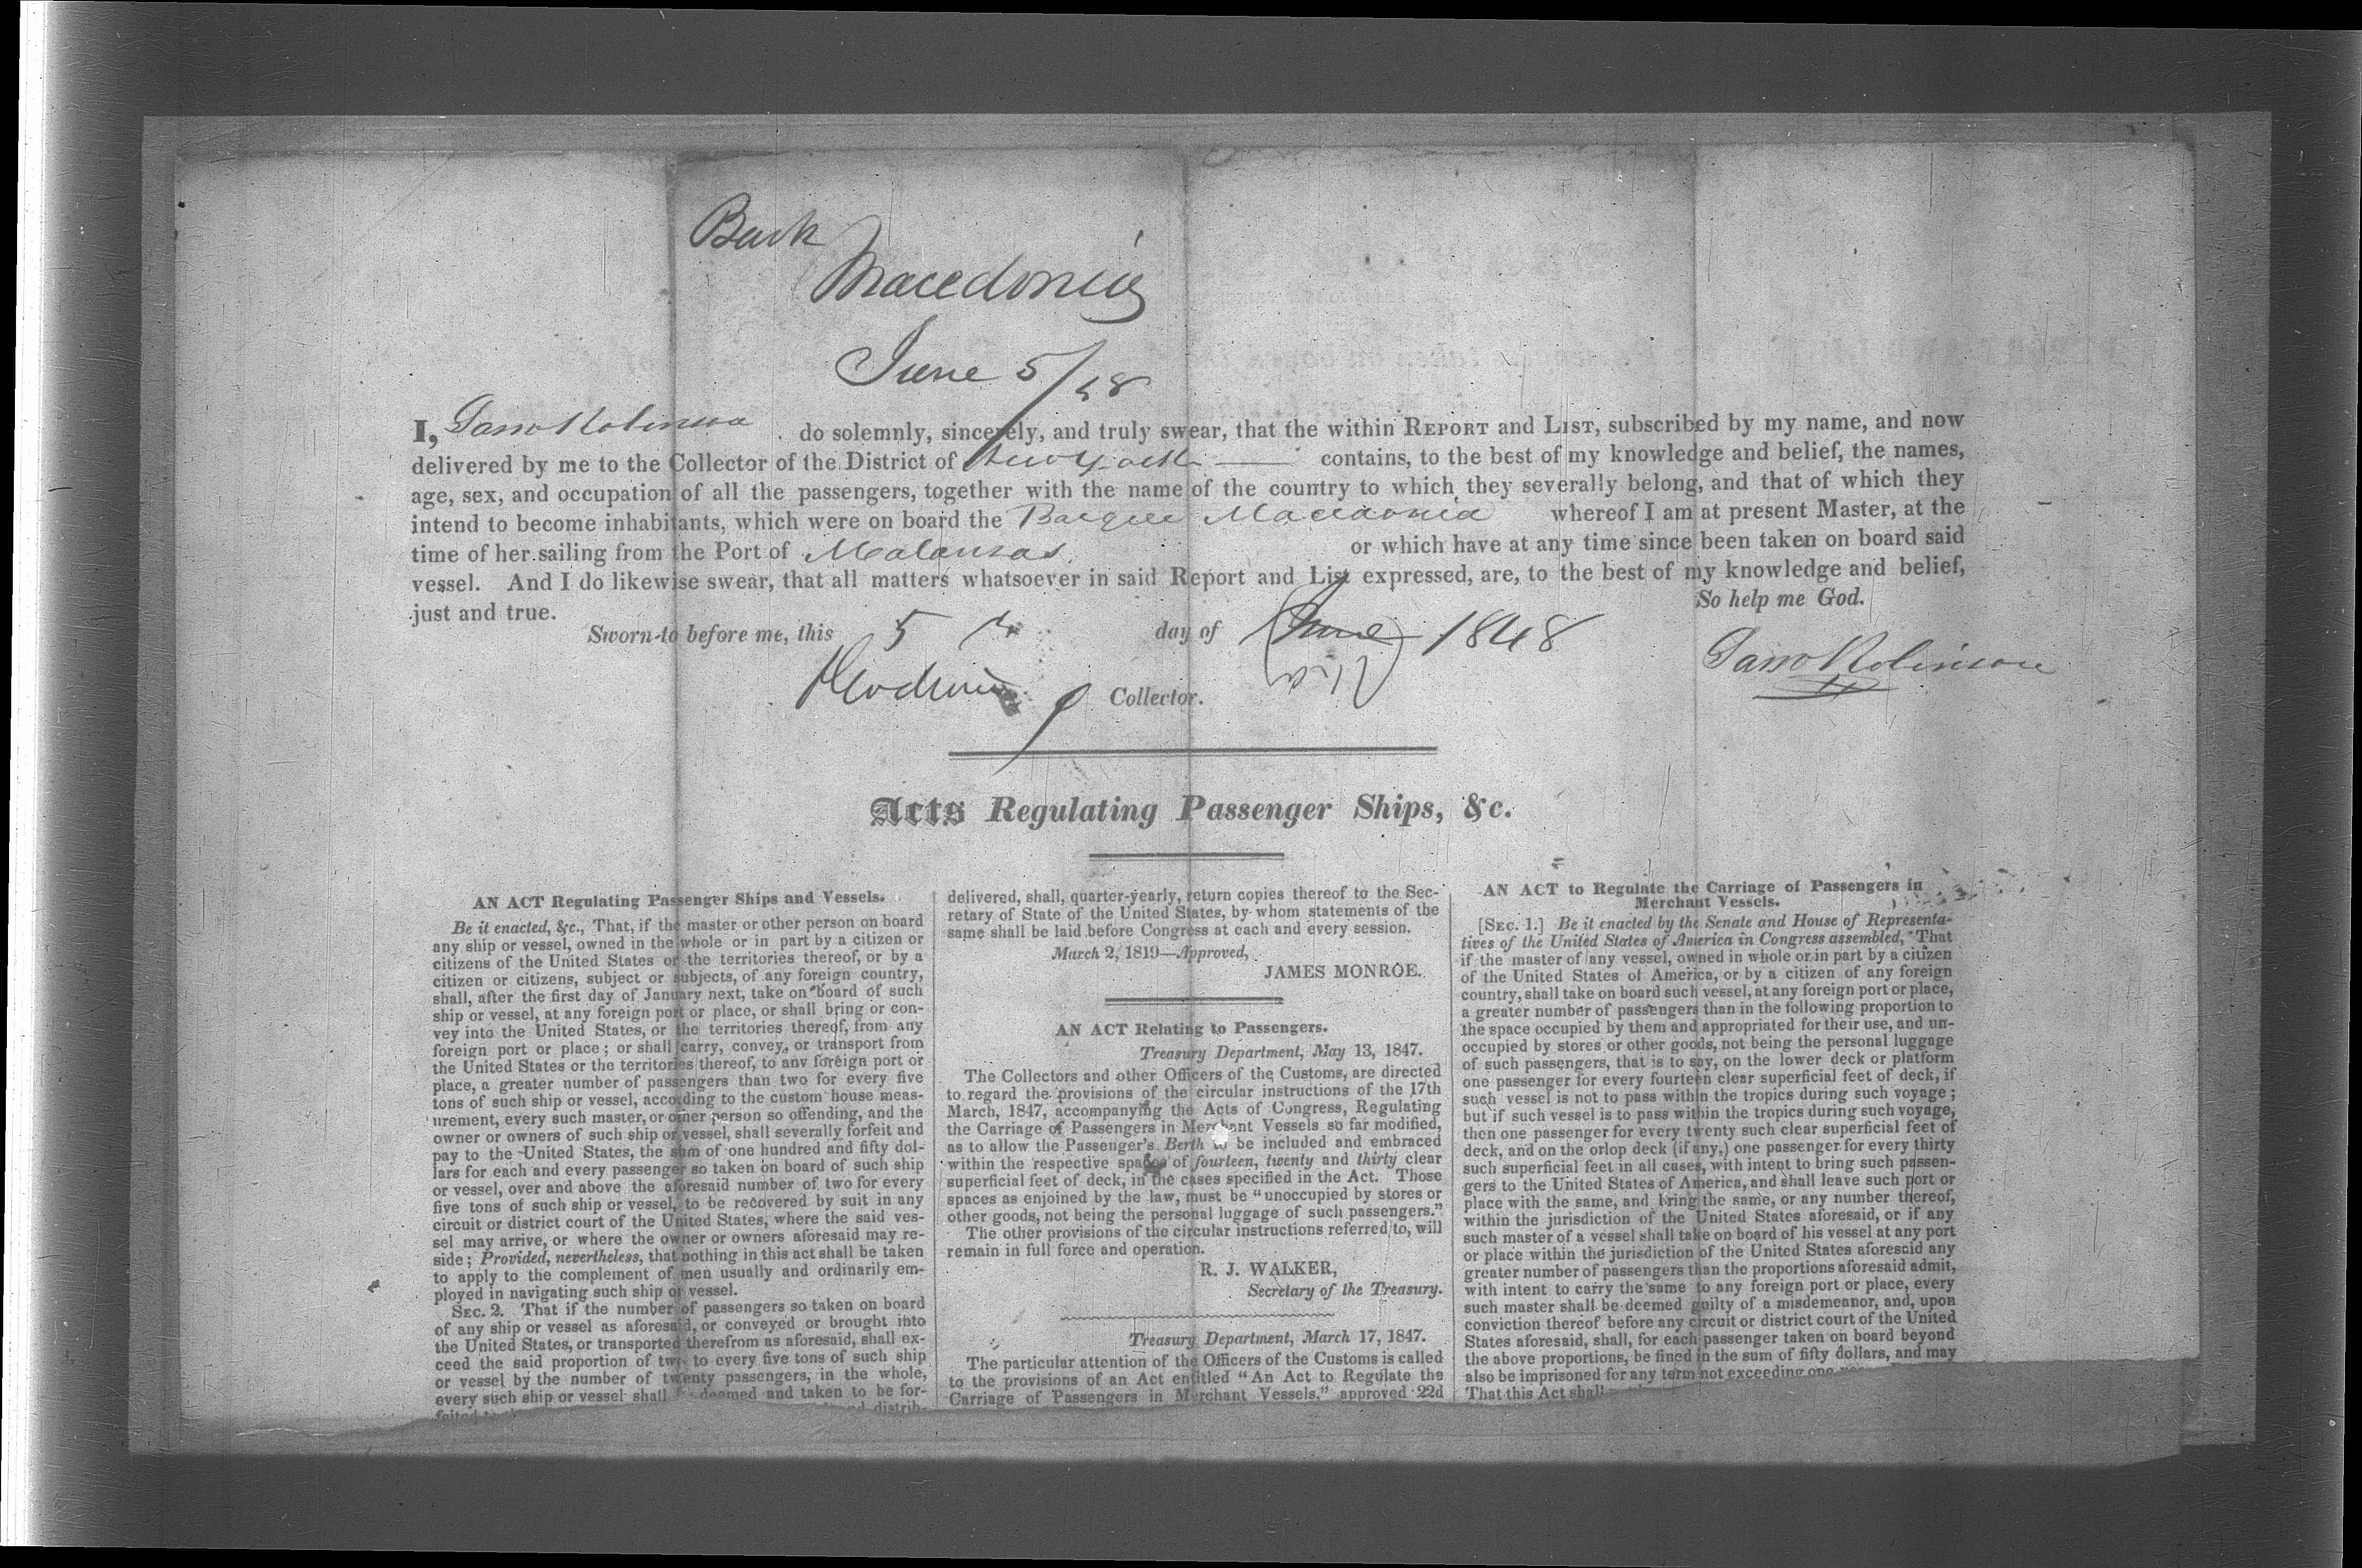 Bark
Macedonia
June 5/48
I, Jamo Robinson do solemnly, sincerely, and truly swear, that the within REPORT and LIST, subscribed by my name, and now
delivered by me to the Collector of the District of New York contains, to the best of my knowledge and belief, the names,
age, sex, and occupation of all the passengers, together with the name of the country to which they severally belong, and that of which they
intend to become inhabitants, which were on board the Barque Macedonia whereof I am at present Master, at the
time of her sailing from the Port of Matanzas or which have at any time since been taken on board said
vessel. And I do likewise swear, that all matters whatsoever in said Report and List expressed, are, to the best of my knowledge and belief,
just and true. So help me God.
Sworn to before me, this 5 th day of June 1848
Jamo Robinson
Collector.
Acts Regulating Passenger Ships, &c.
AN ACT Regulating Passenger Ships and Vessels.
Be it enacted, &c., That, if the master or other person on board
any ship or vessel, owned in the whole or in part by a citizen or
citizens of the United States or the territories thereof, or by a
citizen or citizens, subject or subjects, of any foreign country,
shall, after the first day of January next, take on board of such
ship or vessel, at any foreign port or place, or shall bring or con-
vey into the United States, or the territories thereof, from any
foreign port or place; or shall carry, convey, or transport from
the United States or the territories thereof, to any foreign port or
place, a greater number of passengers than two for every five
tons of such ship or vessel, according to the custom house meas-
urement, every such master, or other person so offending, and the
owner or owners of such ship or vessel, shall severally forfeit and
pay to the United States, the sum of one hundred and fifty dol-
lars for each and every passenger so taken on board of such ship
or vessel, over and above the aforesaid number of two for every
five tons of such ship or vessel, to be recovered by suit in any
circuit or district court of the United States, where the said ves-
sel may arrive, or where the owner or owners aforesaid may re-
side; Provided, nevertheless, that nothing in this act shall be taken
to apply to the complement of men usually and ordinarily em-
ployed in navigating such ship or vessel.
SEC. 2. That if the number of passengers so taken on board
of any ship or vessel as aforesaid, or conveyed or brought into
the United States, or transported therefrom as aforesaid, shall ex-
ceed the said proportion of two to every five tons of such ship
or vessel by the number of twenty passengers, in the whole,
every such ship or vessel shall be deemed and taken to be for-
feited to distrib-
delivered, shall, quarter-yearly, return copies thereof to the Sec-
retary of State of the United States, by whom statements of the
same shall be laid before Congress at each and every session.
March 2, 1819—Approved,
JAMES MONROE.
AN ACT Relating to Passengers.
Treasury Department, May 13, 1847.
The Collectors and other Officers of the Customs, are directed
to regard the provisions of the circular instructions of the 17th
March, 1847, accompanying the Acts of Congress, Regulating
the Carriage of Passengers in Merchant Vessels so far modified,
as to allow the Passenger's Berth to be included and embraced
within the respective spaces of fourteen, twenty and thirty clear
superficial feet of deck, in the cases specified in the Act. Those
spaces as enjoined by the law, must be "unoccupied by stores or
other goods, not being the personal luggage of such passengers."
The other provisions of the circular instructions referred to, will
remain in full force and operation.
R. J. WALKER,
Secretary of the Treasury.
Treasury Department, March 17, 1847.
The particular attention of the Officers of the Customs is called
to the provisions of an Act entitled "An Act to Regulate the
Carriage of Passengers in Merchant Vessels," approved 22d
AN ACT to Regulate the Carriage of Passengers in
Merchant Vessels.
[SEC. 1.] Be it enacted by the Senate and House of Representa-
tives of the United States of America in Congress assembled, That
if the master of any vessel, owned in whole or in part by a citizen
of the United States of America, or by a citizen of any foreign
country, shall take on board such vessel, at any foreign port or place,
a greater number of passengers than in the following proportion to
the space occupied by them and appropriated for their use, and un-
occupied by stores or other goods, not being the personal luggage
of such passengers, that is to say, on the lower deck or platform
one passenger for every fourteen clear superficial feet of deck, if
such vessel is not to pass within the tropics during such voyage;
but if such vessel is to pass within the tropics during such voyage,
then one passenger for every twenty such clear superficial feet of
deck, and on the orlop deck (if any,) one passenger for every thirty
such superficial feet in all cases, with intent to bring such passen-
gers to the United States of America, and shall leave such port or
place with the same, and bring the same, or any number thereof,
within the jurisdiction of the United States aforesaid, or if any
such master of a vessel shall take on board of his vessel at any port
or place within the jurisdiction of the United States aforesaid any
greater number of passengers than the proportions aforesaid admit,
with intent to carry the same to any foreign port or place, every
such master shall be deemed guilty of a misdemeanor, and, upon
conviction thereof before any circuit or district court of the United
States aforesaid, shall, for each passenger taken on board beyond
the above proportions, be fined in the sum of fifty dollars, and may
also be imprisoned for any term not exceeding one
That this Act shall